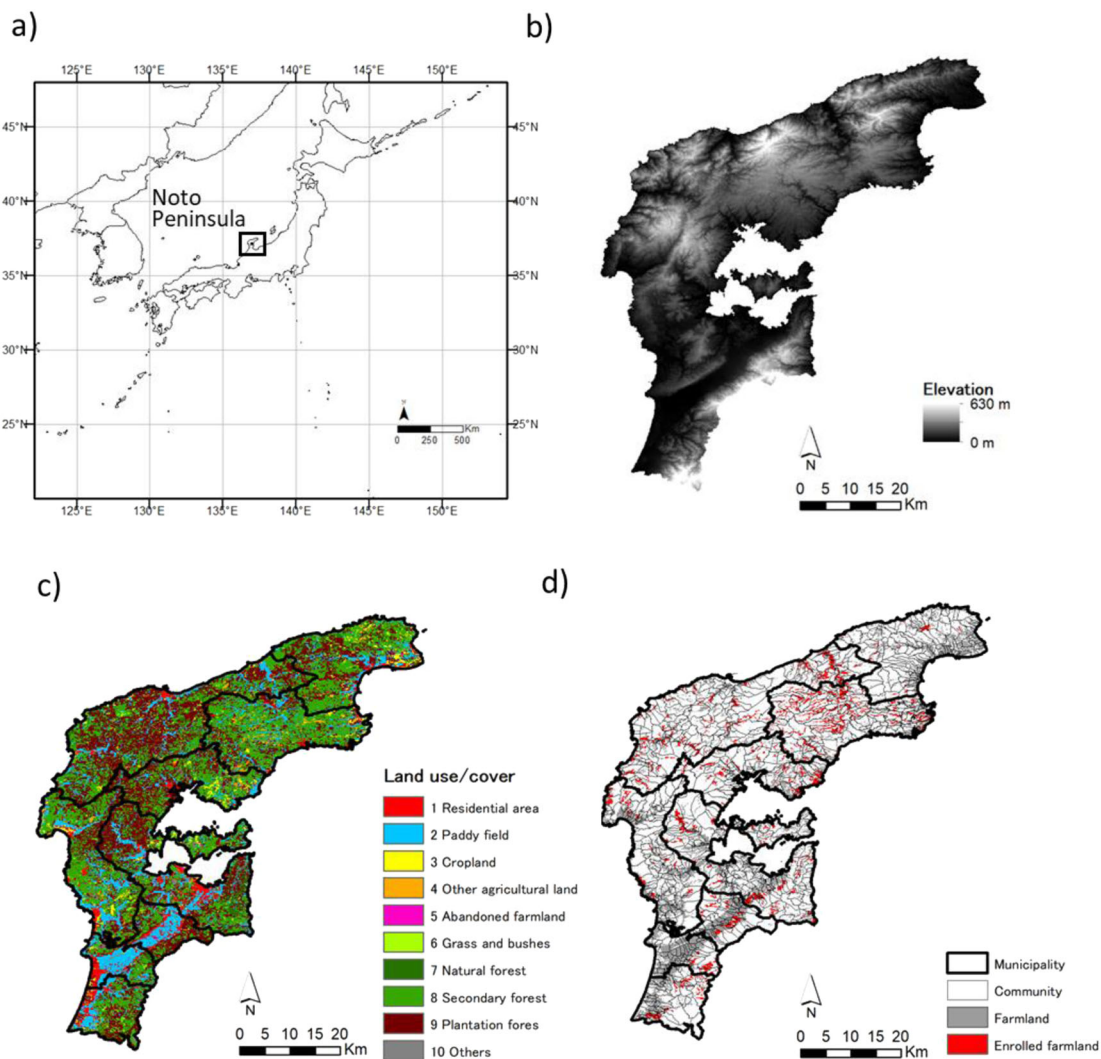 a)
125°E 130°E 135°E 140°E 145°E 150°E
45°N 45°N
40°N 40°N
Noto
Peninsula
35°N 35°N
30°N 30°N
25°N 25°N
N
0 250 500 Km
125°E 130°E 135°E 140°E 145°E 150°E
b)
Elevation
630 m
0 m
N
0 5 10 15 20
Km
c)
Land use/cover
1 Residential area
2 Paddy field
3 Cropland
4 Other agricultural land
5 Abandoned farmland
6 Grass and bushes
7 Natural forest
8 Secondary forest
9 Plantation fores
10 Others
N
0 5 10 15 20
Km
d)
Municipality
Community
Farmland
Enrolled farmland
N
0 5 10 15 20
Km